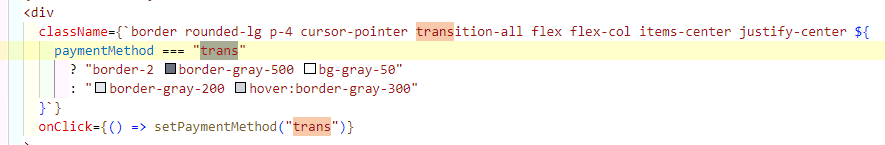 <div
className={`border rounded-lg p-4 cursor-pointer transition-all flex flex-col items-center justify-center ${
paymentMethod === "trans"
? "border-2 border-gray-500 bg-gray-50"
: "border-gray-200 hover:border-gray-300"
}`}
onClick={() => setPaymentMethod("trans")}